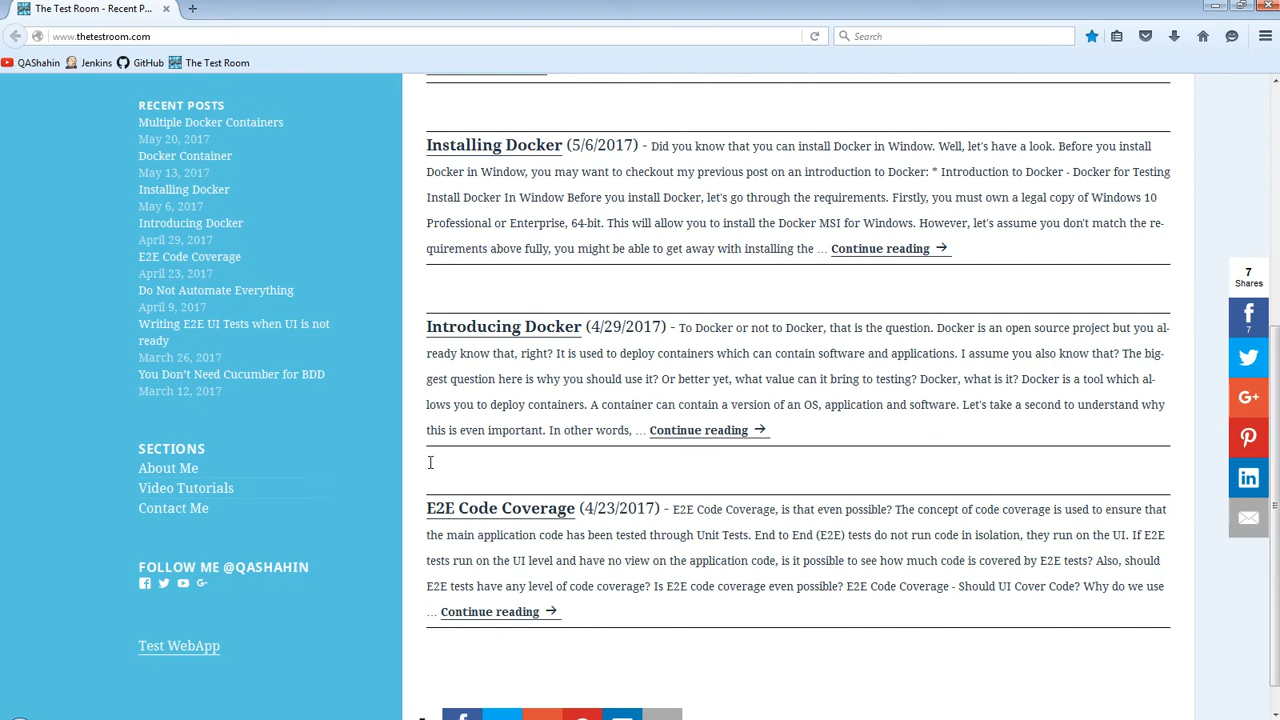 The Test Room - Recent P...
www.thetestroom.com
Search
QAShahin
Jenkins
GitHub
The Test Room
RECENT POSTS
Multiple Docker Containers
May 20, 2017
Docker Container
May 13, 2017
Installing Docker
May 6, 2017
Introducing Docker
April 29, 2017
E2E Code Coverage
April 23, 2017
Do Not Automate Everything
April 9, 2017
Writing E2E UI Tests when UI is not
ready
March 26, 2017
You Don't Need Cucumber for BDD
March 12, 2017
SECTIONS
About Me
Video Tutorials
Contact Me
FOLLOW ME @QASHAHIN
Test WebApp
Installing Docker (5/6/2017) - Did you know that you can install Docker in Window. Well, let's have a look. Before you install
Docker in Window, you may want to checkout my previous post on an introduction to Docker: * Introduction to Docker - Docker for Testing
Install Docker In Window Before you install Docker, let's go through the requirements. Firstly, you must own a legal copy of Windows 10
Professional or Enterprise, 64-bit. This will allow you to install the Docker MSI for Windows. However, let's assume you don't match the re-
quirements above fully, you might be able to get away with installing the ... Continue reading →
Introducing Docker (4/29/2017) - To Docker or not to Docker, that is the question. Docker is an open source project but you al-
ready know that, right? It is used to deploy containers which can contain software and applications. I assume you also know that? The big-
gest question here is why you should use it? Or better yet, what value can it bring to testing? Docker, what is it? Docker is a tool which al-
lows you to deploy containers. A container can contain a version of an OS, application and software. Let's take a second to understand why
this is even important. In other words, ... Continue reading →
E2E Code Coverage (4/23/2017) - E2E Code Coverage, is that even possible? The concept of code coverage is used to ensure that
the main application code has been tested through Unit Tests. End to End (E2E) tests do not run code in isolation, they run on the UI. If E2E
tests run on the UI level and have no view on the application code, is it possible to see how much code is covered by E2E tests? Also, should
E2E tests have any level of code coverage? Is E2E code coverage even possible? E2E Code Coverage - Should UI Cover Code? Why do we use
... Continue reading →
7
Shares
7